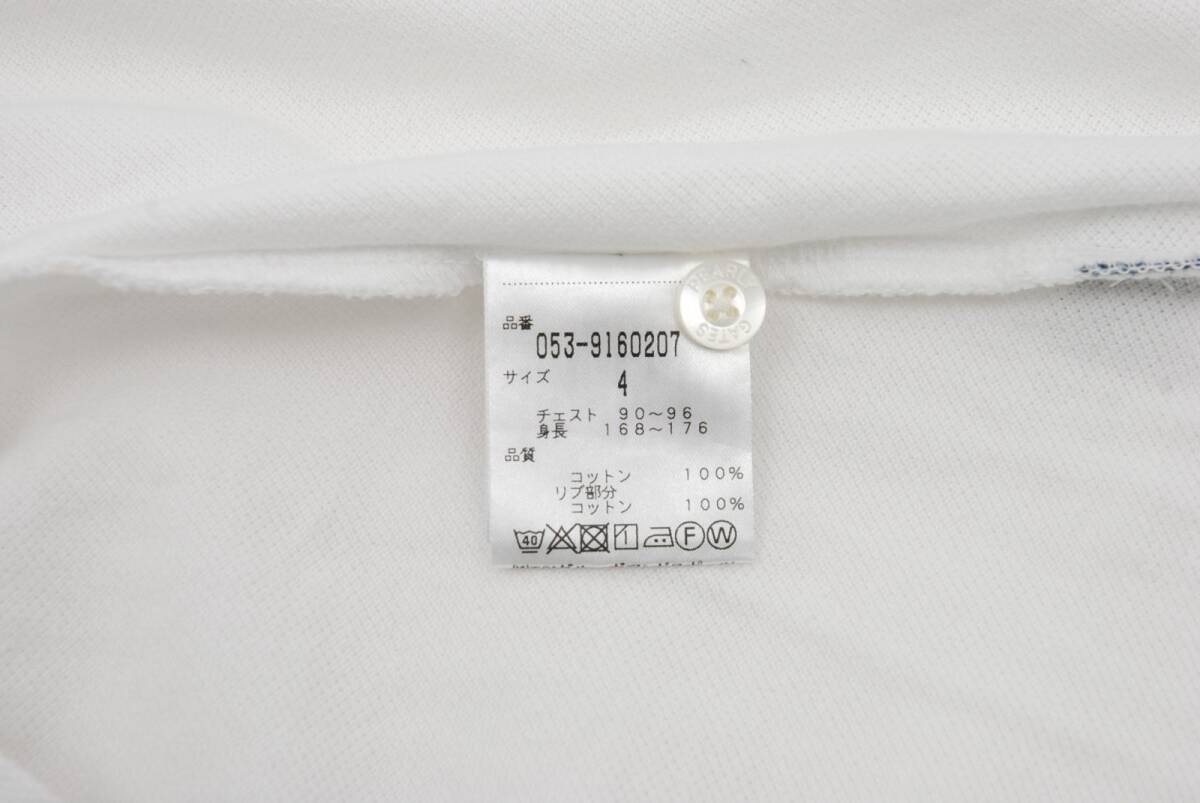 PEARLY GATES
品番
053-9160207
サイズ 4
チェスト 90～96
身長 168～176
品質
コットン 100%
リブ部分
コットン 100%
40 F W